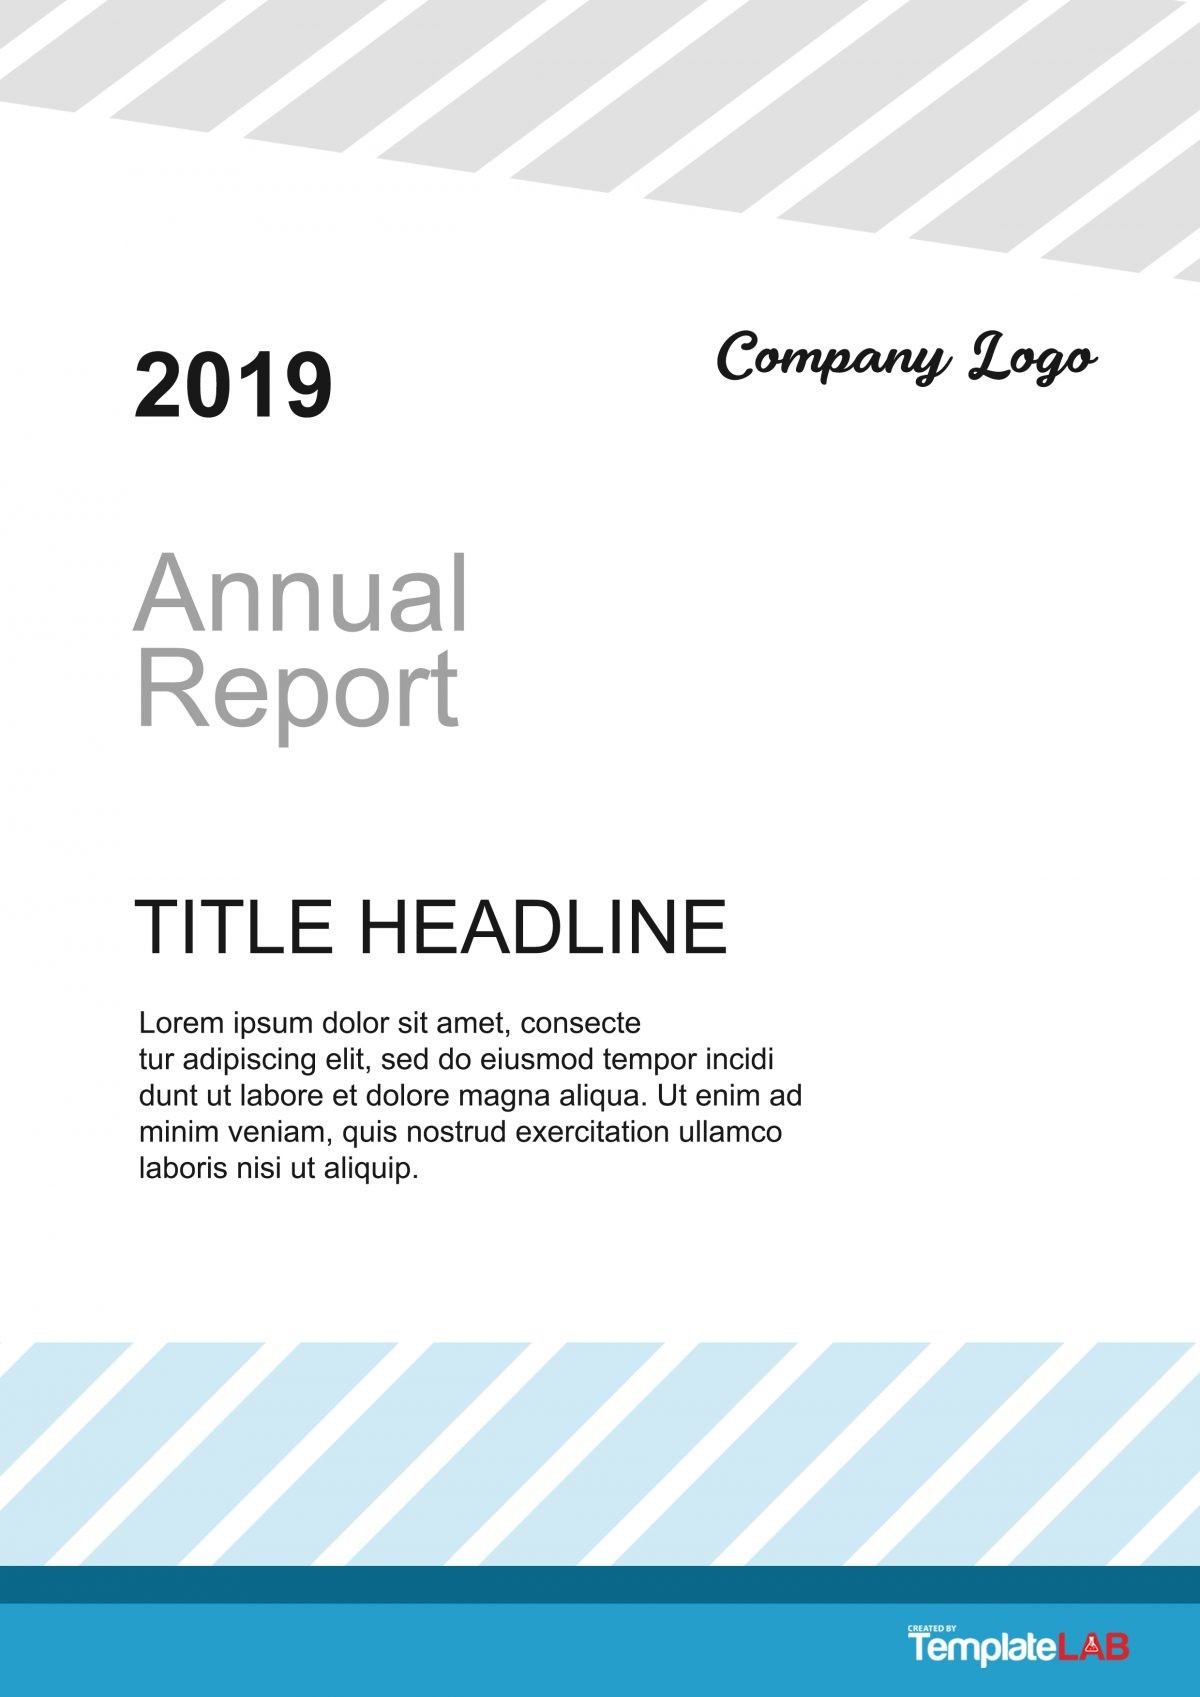 2019
Company Logo
Annual
Report
TITLE HEADLINE
Lorem ipsum dolor sit amet, consecte
tur adipiscing elit, sed do eiusmod tempor incidi
dunt ut labore et dolore magna aliqua. Ut enim ad
minim veniam, quis nostrud exercitation ullamco
laboris nisi ut aliquip.
CREATED BY
TemplateLAB